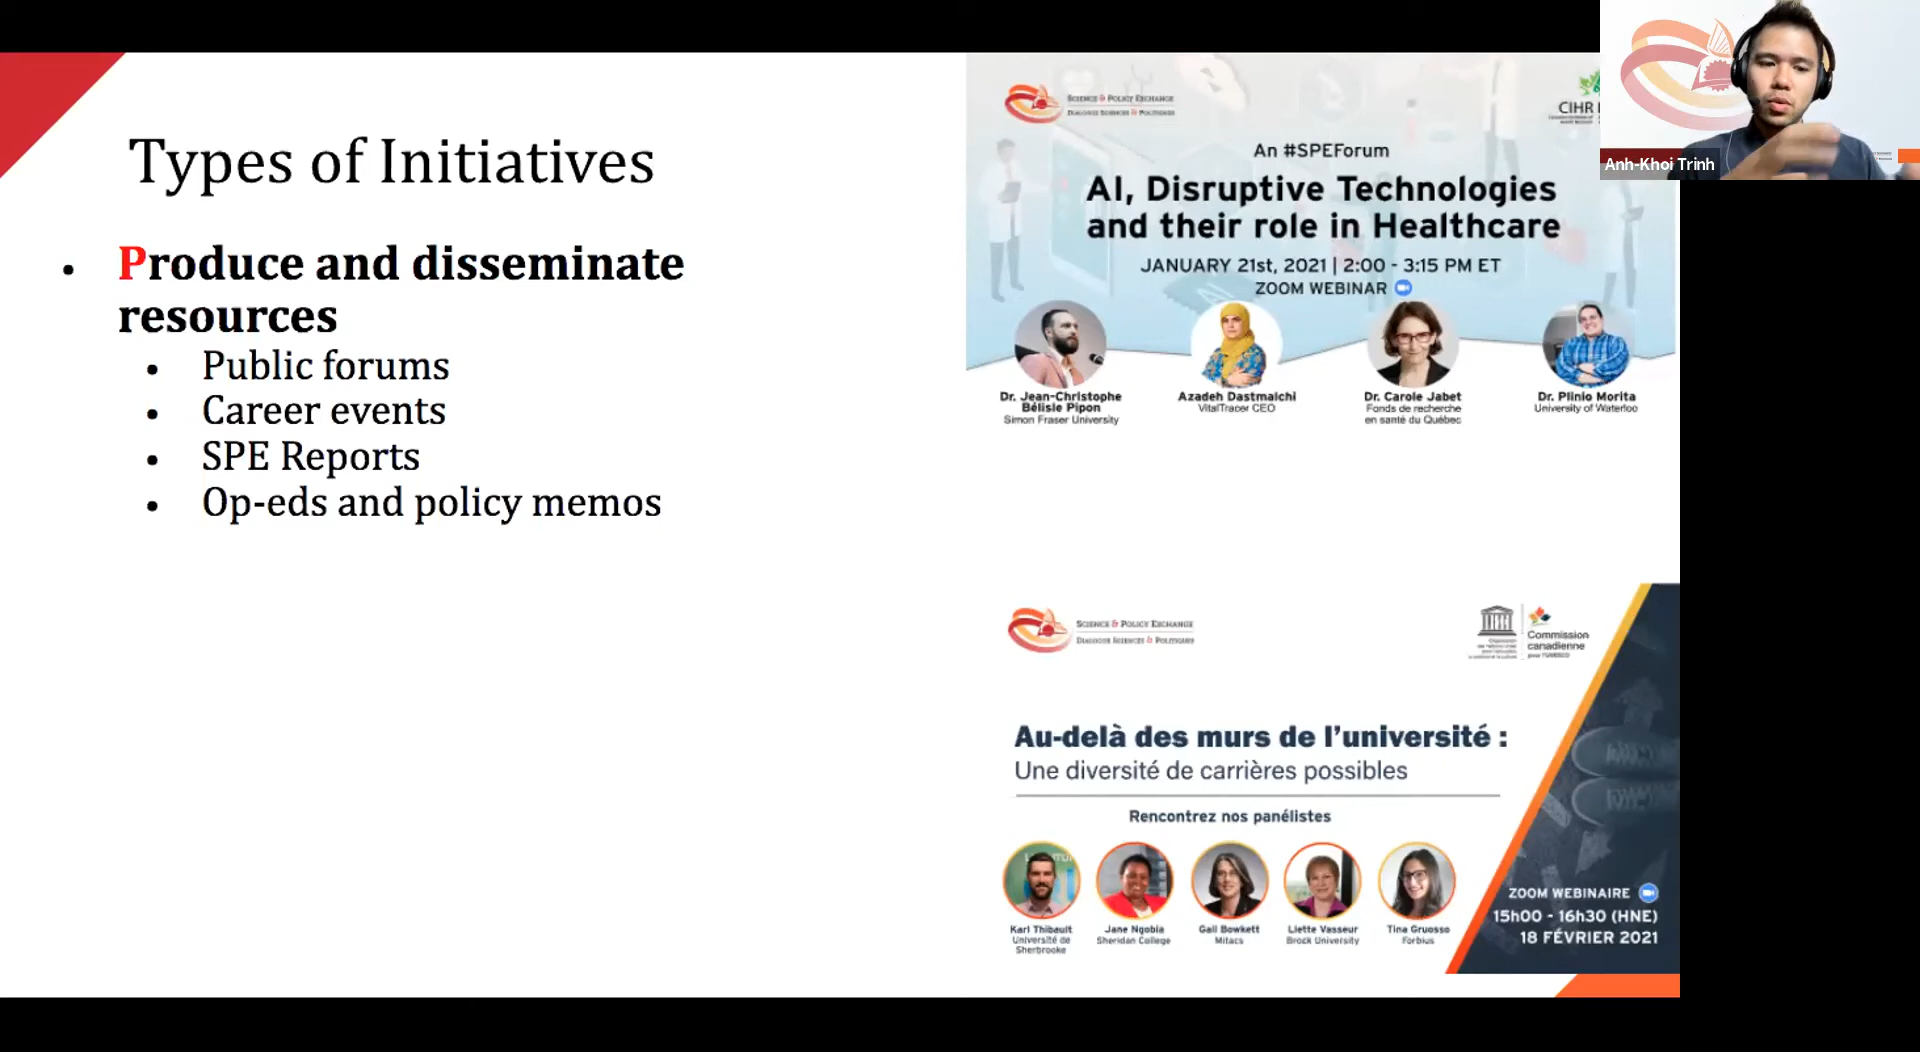 Types of Initiatives
Produce and disseminate
resources
Public forums
Career events
SPE Reports
Op-eds and policy memos
SCIENCE & POLICY EXCHANGE
DIALOGUE SCIENCES & POLITIQUES
CIHR
An #SPEForum
AI, Disruptive Technologies
and their role in Healthcare
JANUARY 21st, 2021 | 2:00 - 3:15 PM ET
ZOOM WEBINAR
Dr. Jean-Christophe
Bélisle Pipon
Simon Fraser University
Azadeh Dastmalchi
VitalTracer CEO
Dr. Carole Jabet
Fonds de recherche
en santé du Québec
Dr. Plinio Morita
University of Waterloo
Anh-Khoi Trinh
SCIENCE & POLICY EXCHANGE
DIALOGUE SCIENCES & POLITIQUES
Commission
canadienne
pour l'UNESCO
Au-delà des murs de l'université :
Une diversité de carrières possibles
Rencontrez nos panélistes
Karl Thibault
Université de
Sherbrooke
Jane Ngobia
Sheridan College
Gail Bowkett
Mitacs
Liette Vasseur
Brock University
Tina Gruosso
Forbius
ZOOM WEBINAIRE
15h00 - 16h30 (HNE)
18 FÉVRIER 2021